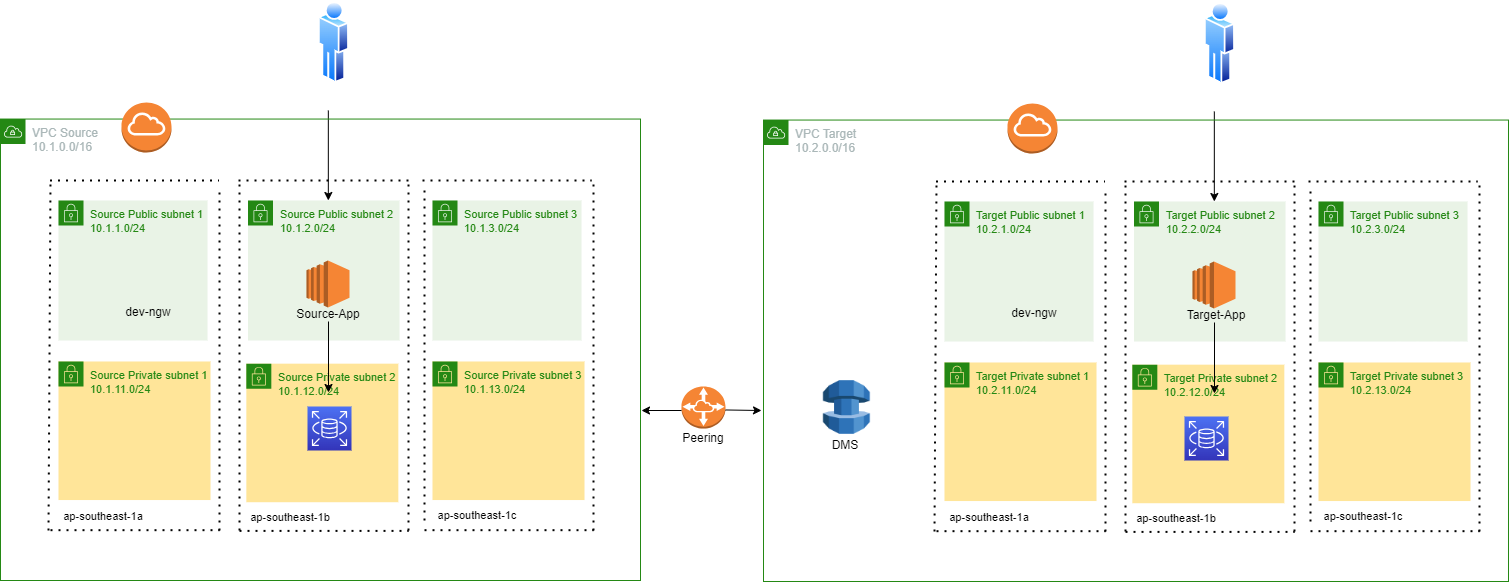 VPC Source
10.1.0.0/16
Source Public subnet 1
10.1.1.0/24
dev-ngw
Source Public subnet 2
10.1.2.0/24
Source-App
Source Public subnet 3
10.1.3.0/24
Source Private subnet 1
10.1.11.0/24
Source Private subnet 2
10.1.12.0/24
Source Private subnet 3
10.1.13.0/24
ap-southeast-1a
ap-southeast-1b
ap-southeast-1c
Peering
VPC Target
10.2.0.0/16
DMS
Target Public subnet 1
10.2.1.0/24
dev-ngw
Target Public subnet 2
10.2.2.0/24
Target-App
Target Public subnet 3
10.2.3.0/24
Target Private subnet 1
10.2.11.0/24
Target Private subnet 2
10.2.12.0/24
Target Private subnet 3
10.2.13.0/24
ap-southeast-1a
ap-southeast-1b
ap-southeast-1c